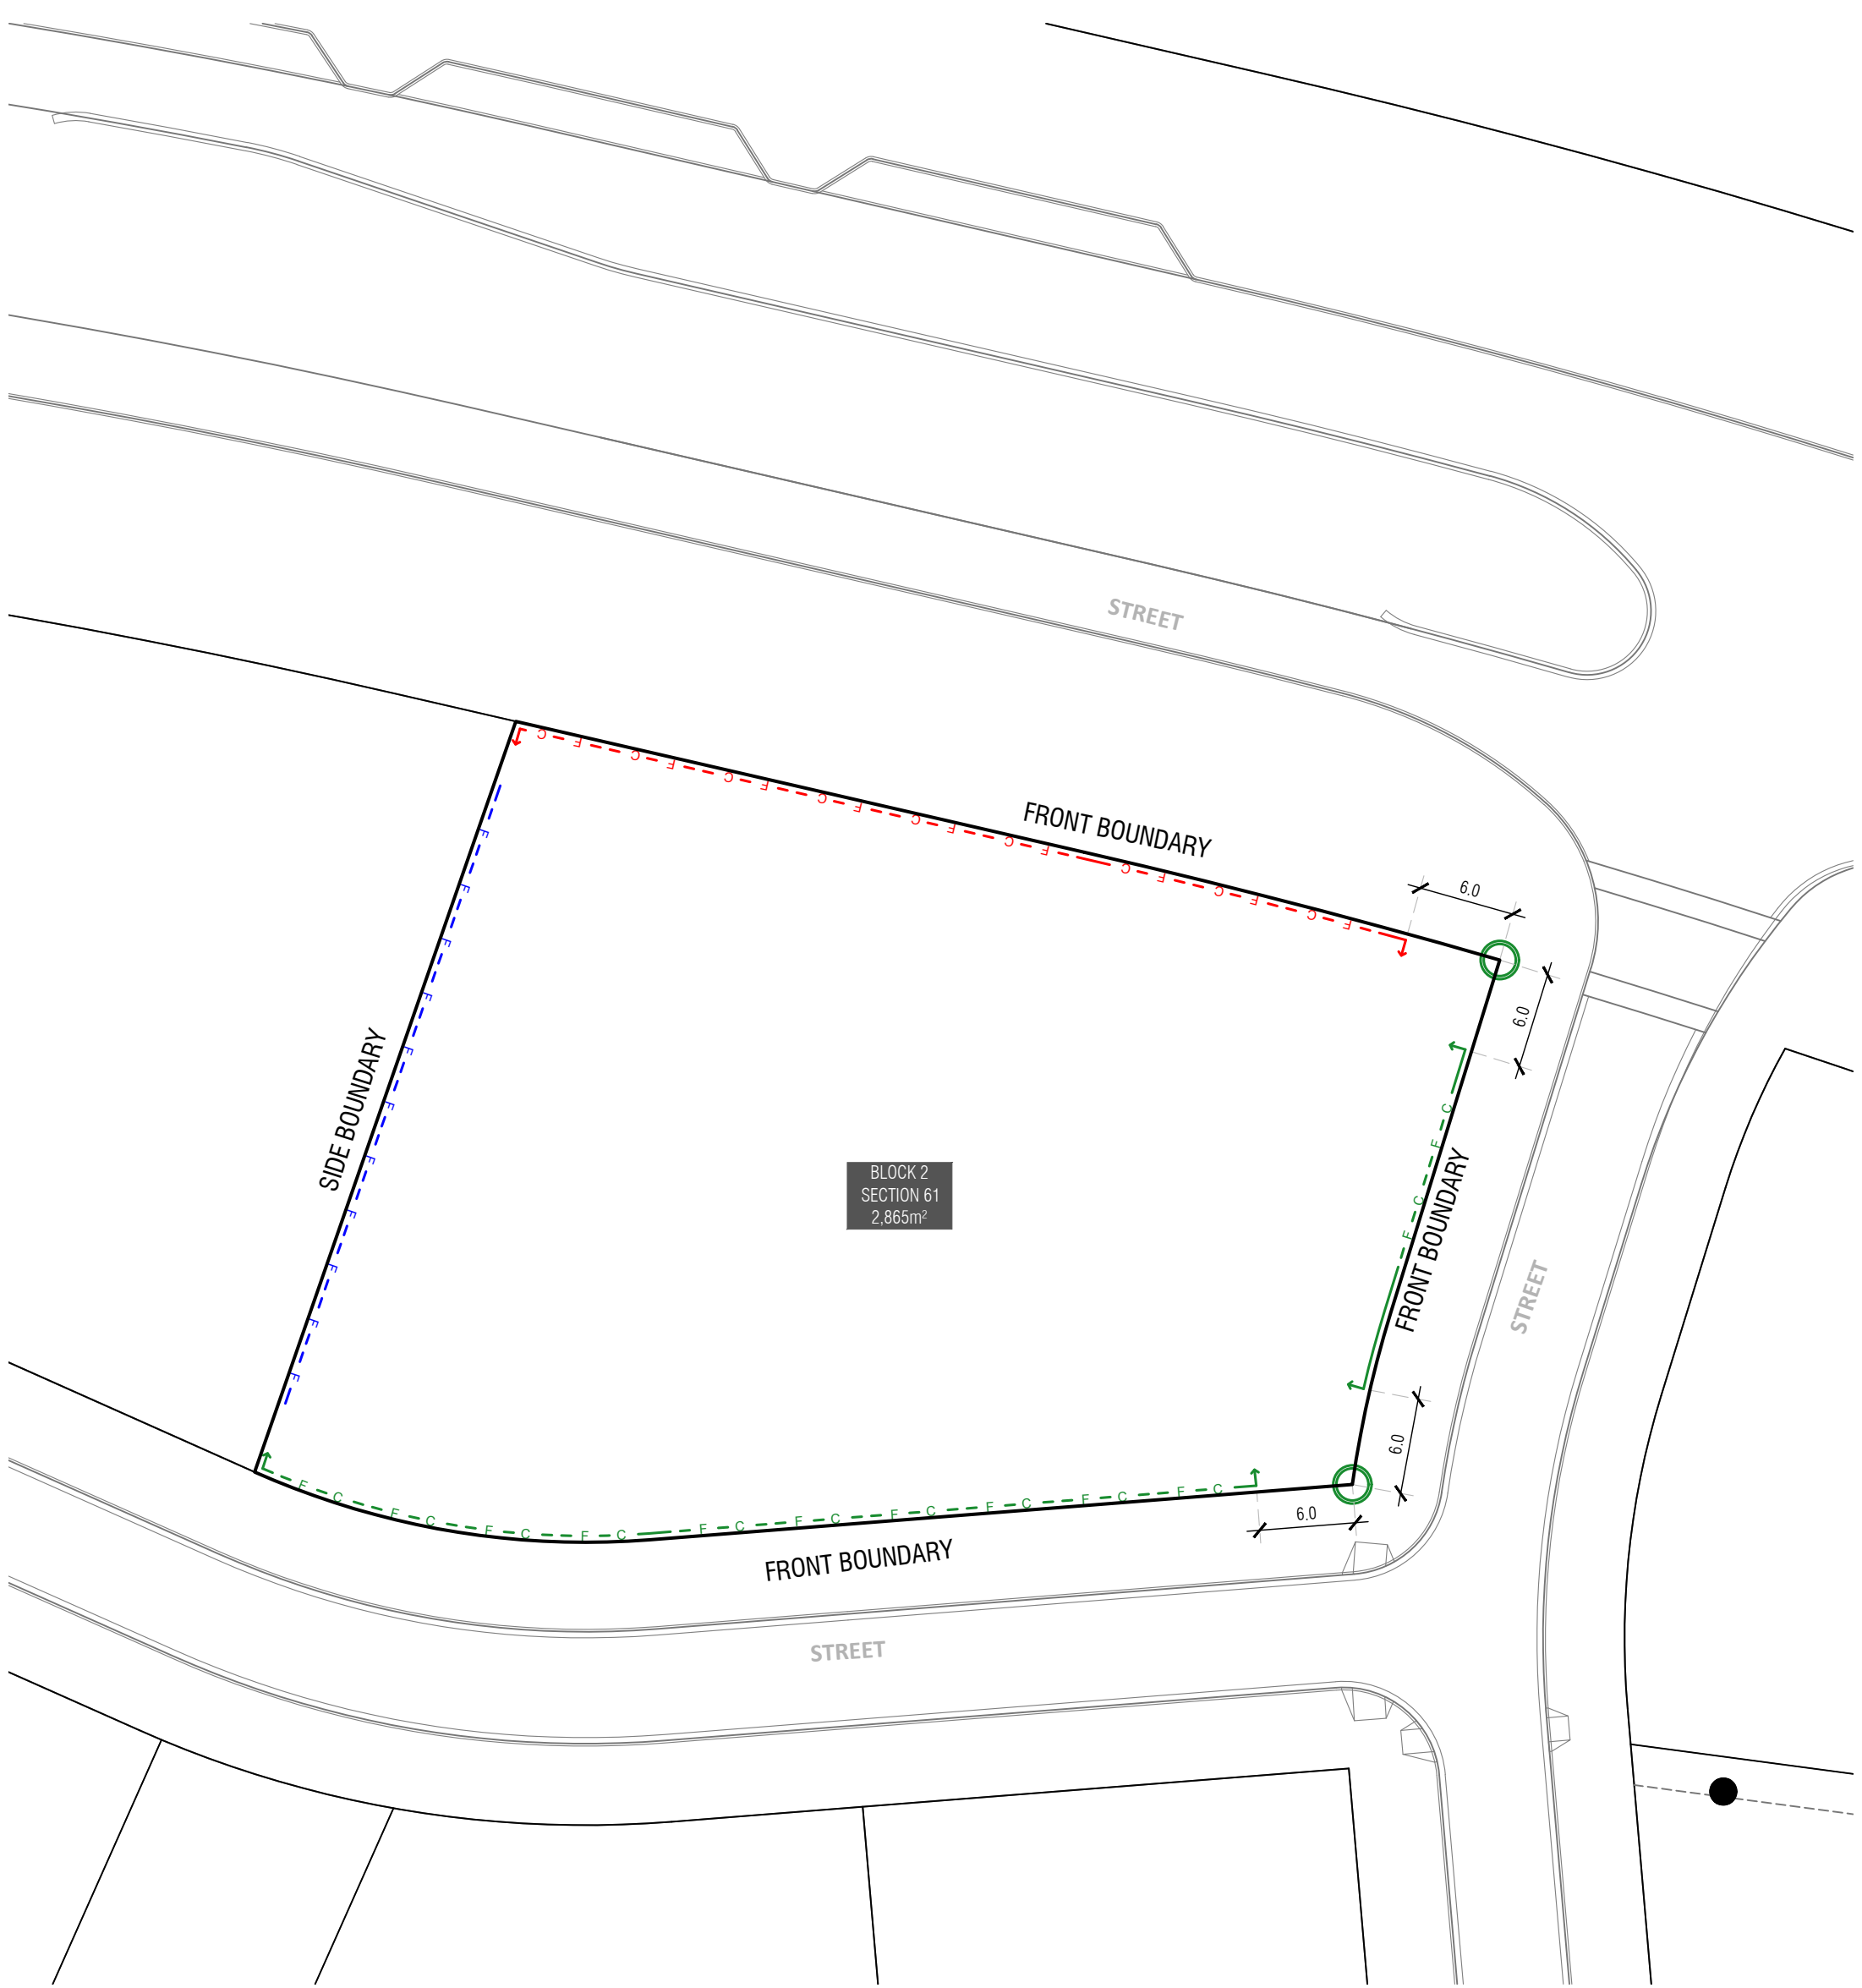 STREET
C F C F C F C F C F C F C F C F C F
FRONT BOUNDARY
6.0
6.0
F F F F F F F F F F F
SIDE BOUNDARY
BLOCK 2
SECTION 61
2,865m²
C F C F
FRONT BOUNDARY
STREET
6.0
F C F C F C F C F C F C F C F C F C F C
6.0
FRONT BOUNDARY
STREET